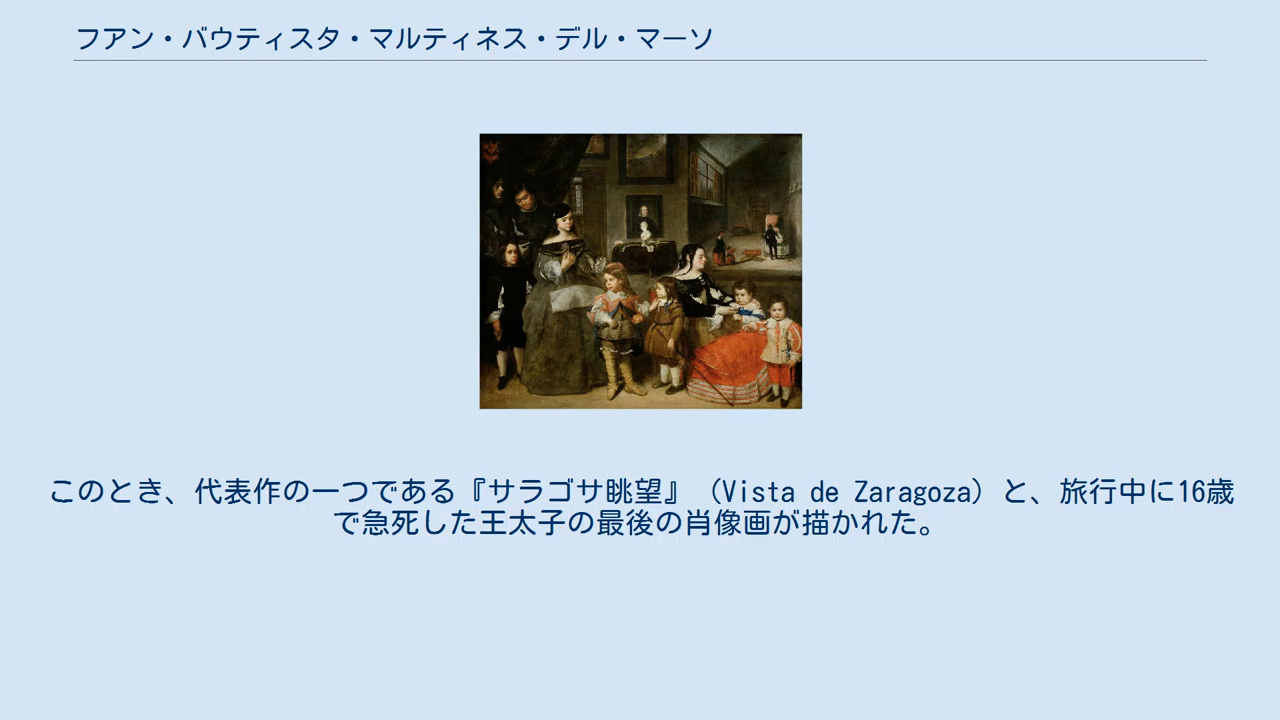 フアン・バウティスタ・マルティネス・デル・マーソ
このとき、代表作の一つである『サラゴサ眺望』（Vista de Zaragoza）と、旅行中に16歳
で急死した王太子の最後の肖像画が描かれた。